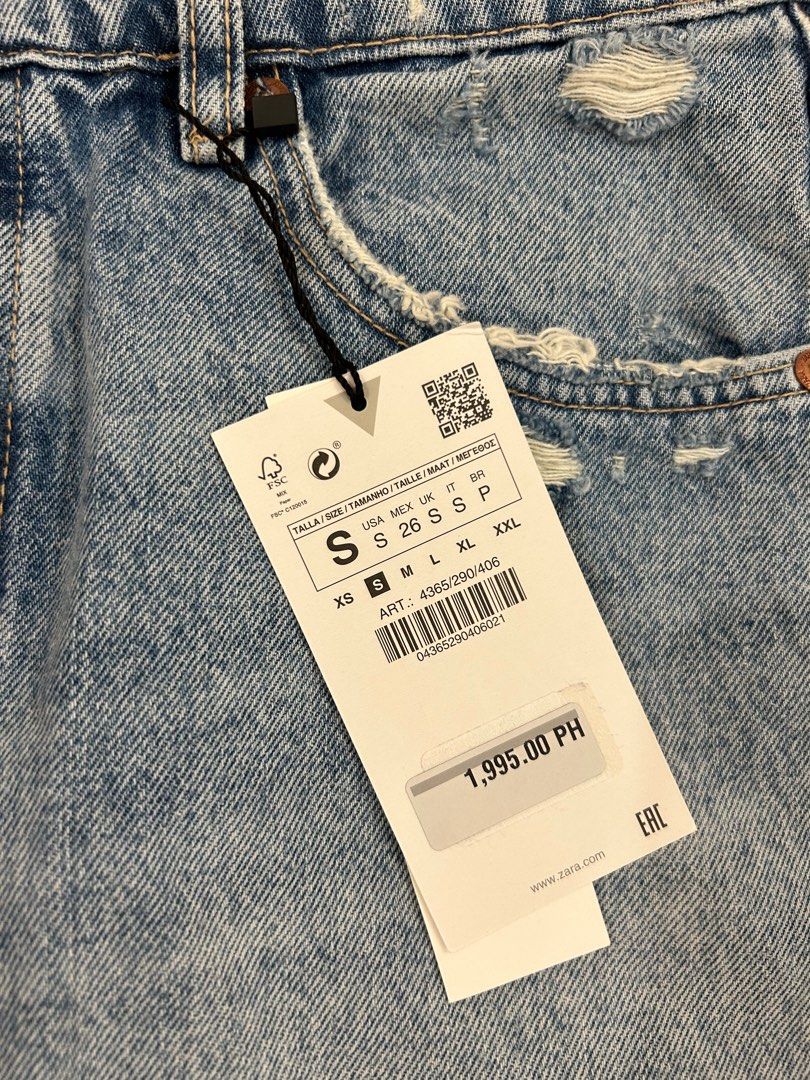 FSC
MIX
Paper
FSC® C120015
®
TALLA / SIZE / TAMANHO / TAILLE / MAAT / ΜΕΓΕΘΟΣ
S
USA MEX UK IT BR
S 26 S S P
XS S M L XL XXL
ART.: 4365/290/406
04365290406021
1,995.00 PH
EAC
www.zara.com